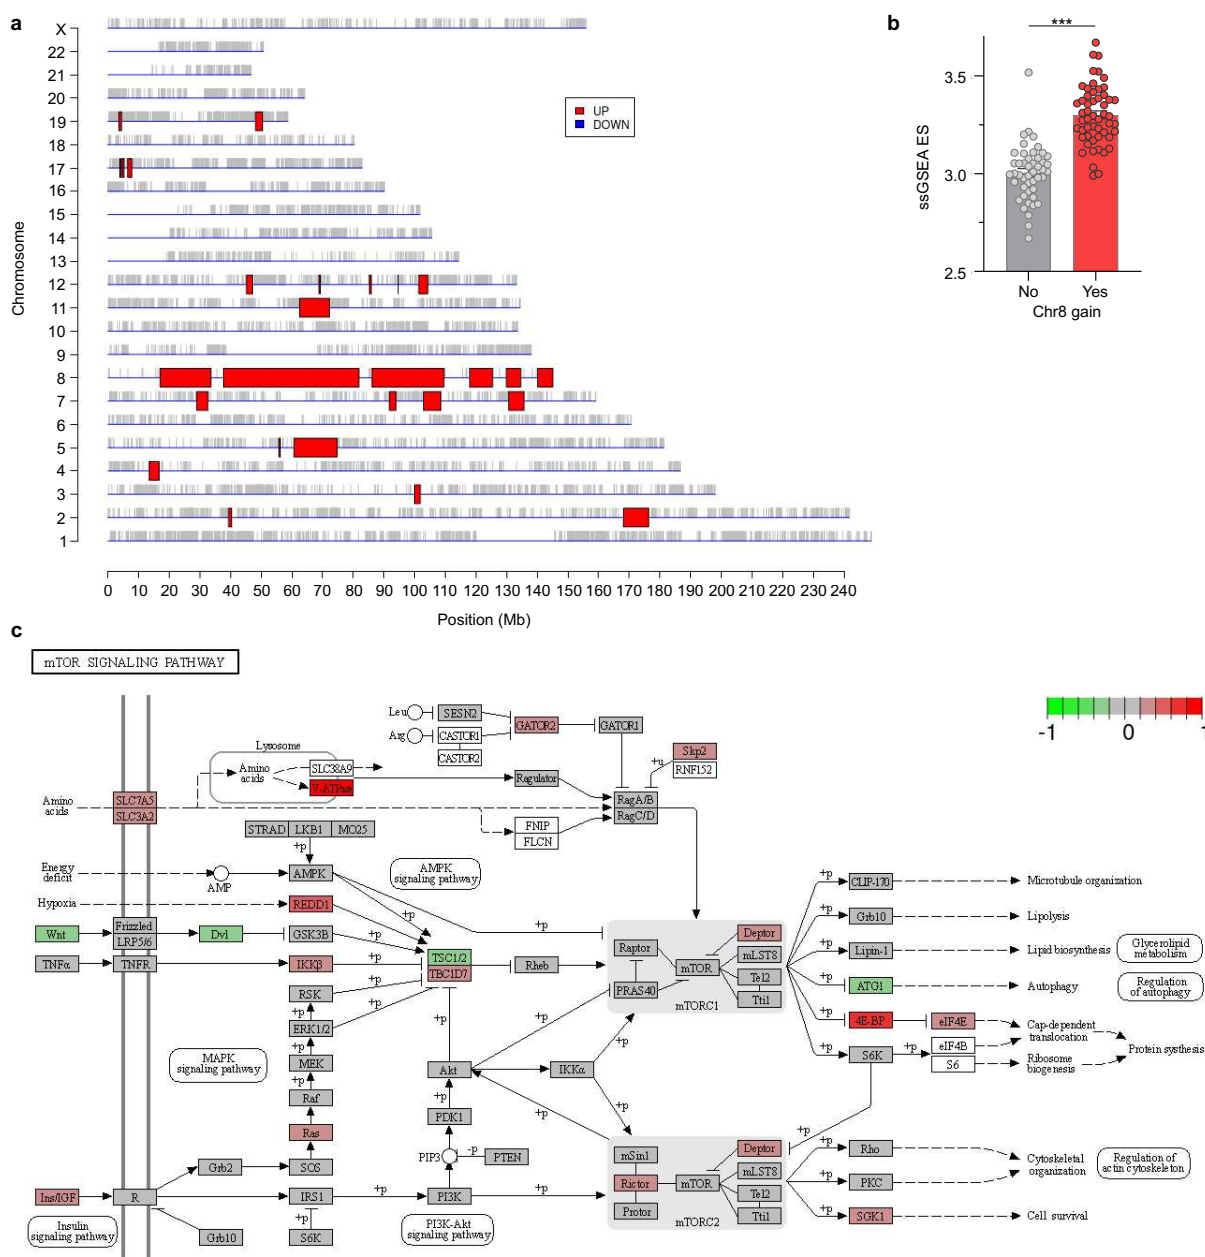 a
Chromosome
X
22
21
20
19
18
17
16
15
14
13
12
11
10
9
8
7
6
5
4
3
2
1
UP
DOWN
0 10 20 30 40 50 60 70 80 90 100 110 120 130 140 150 160 170 180 190 200 210 220 230 240
Position (Mb)
b
***
ssGSEA ES
3.5
3.0
2.5
No Yes
Chr8 gain
c
mTOR SIGNALING PATHWAY
-1 0 1
Leu
SESN2
GATOR2
GATOR1
Arg
CASTOR1
CASTOR2
Skp2
RNF152
+u
Lysosome
Amino
acids
SLC38A9
V-ATPase
Ragulator
RagA/B
RagC/D
Amino
acids
SLC7A5
SLC3A2
FNIP
FLCN
STRAD LKB1 MO25
+p
Energy
deficit
AMP
AMPK
AMPK
signaling pathway
+p
+p
Hypoxia
REDD1
Wnt
Frizzled
LRP5/6
Dvl
GSK3B
+p
TNFα
TNFR
IKKβ
+p
TSC1/2
TBC1D7
Rheb
RSK
+p
ERK1/2
+p
+p
MAPK
signaling pathway
MEK
+p
Raf
Ras
Grb2
SOS
Ins/IGF
R
IRS1
+p
PI3K
+p
Insulin
signaling pathway
Grb10
+p
S6K
PI3K-Akt
signaling pathway
+p
Akt
+p
PDK1
PIP3
-p
PTEN
+p
IKKα
+p
+p
+p
Raptor
PRAS40
mTOR
Deptor
mLST8
Tel2
Tti1
mTORC1
mSin1
Rictor
Protor
mTOR
Deptor
mLST8
Tel2
Tti1
mTORC2
+p
CLIP-170
Microtubule organization
+p
Grb10
Lipolysis
+p
Lipin-1
Lipid biosynthesis
Glycerolipid
metabolism
+p
ATG1
Autophagy
Regulation
of autophagy
+p
4E-BP
eIF4E
Cap-dependent
translocation
+p
S6K
+p
eIF4B
S6
Ribosome
biogenesis
Protein systhesis
+p
+p
Rho
Cytoskeletal
organization
Regulation of
actin cytoskeleton
+p
PKC
+p
SGK1
Cell survival